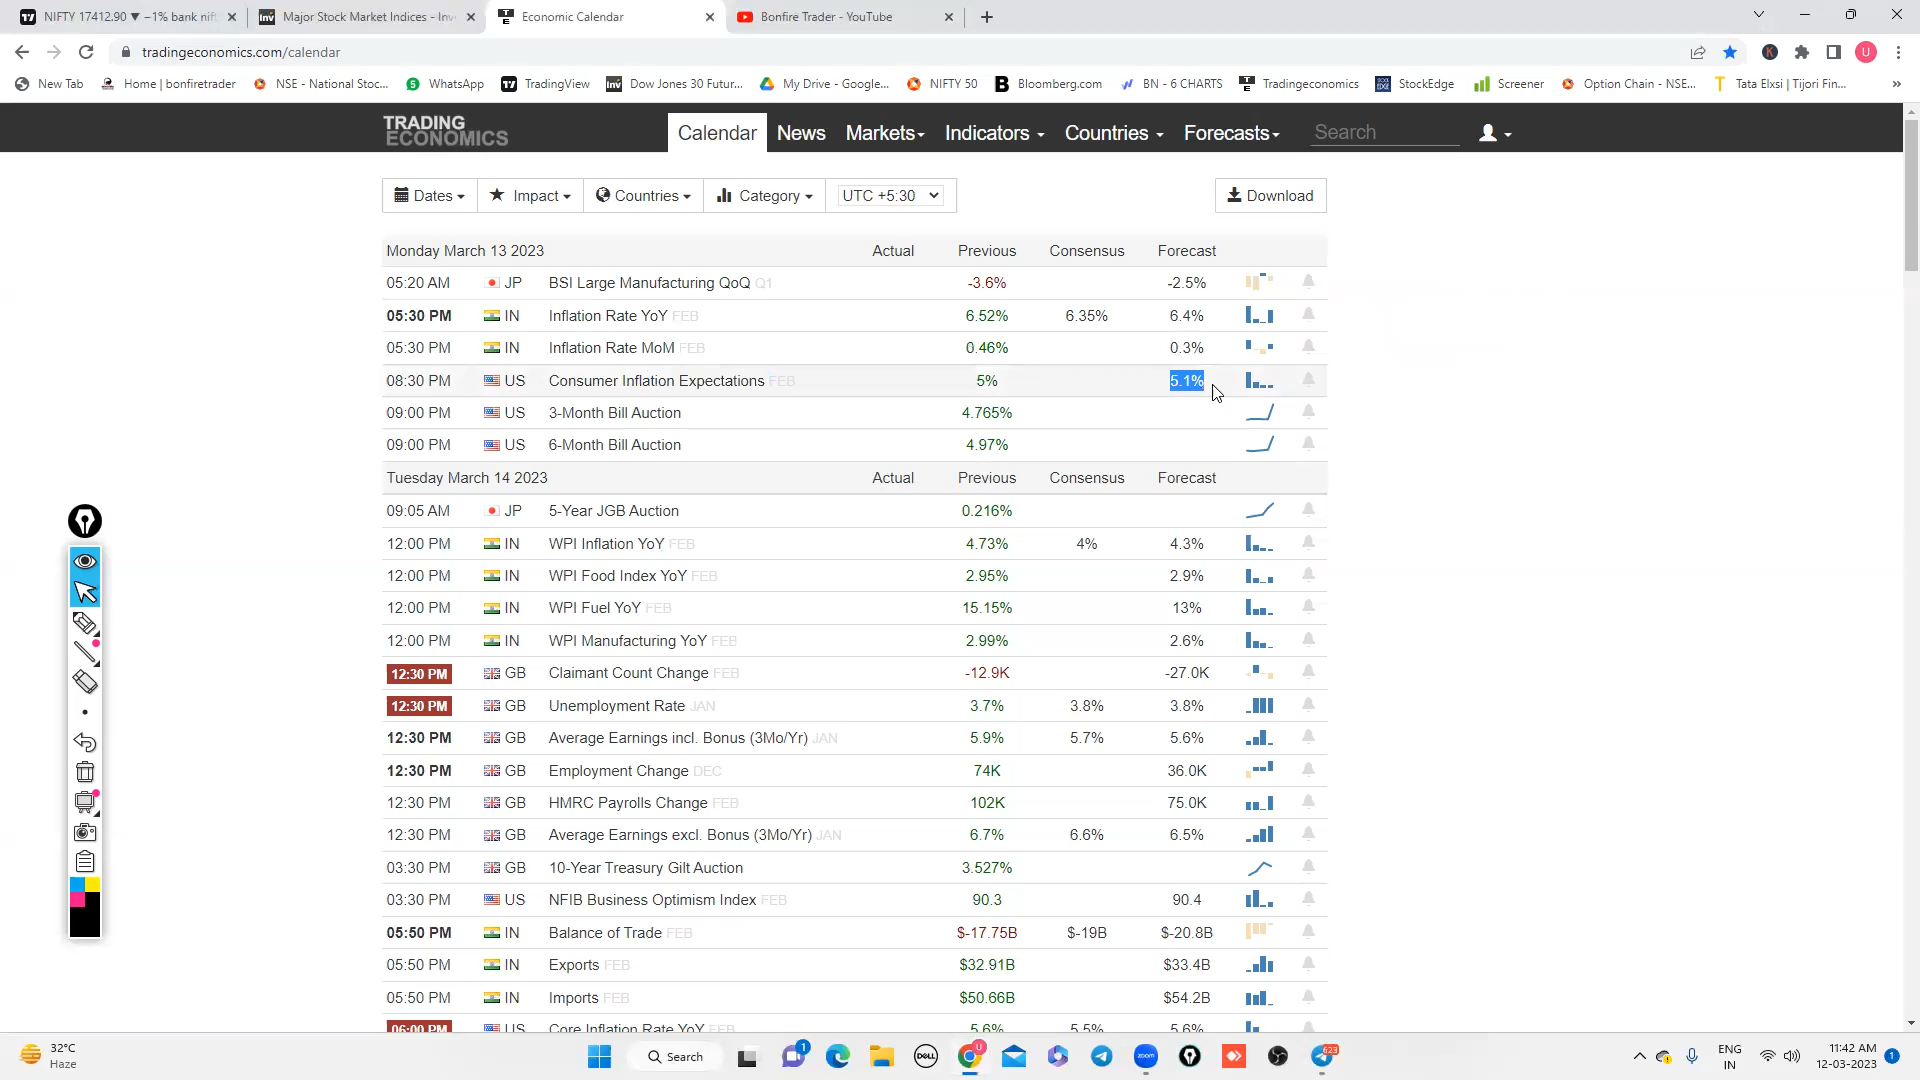 NIFTY 17412.90 ▼ −1% bank nift
Major Stock Market Indices - Inve
Economic Calendar
Bonfire Trader - YouTube
tradingeconomics.com/calendar
New Tab
Home | bonfiretrader
NSE - National Stoc...
WhatsApp
TradingView
Dow Jones 30 Futur...
My Drive - Google...
NIFTY 50
Bloomberg.com
BN - 6 CHARTS
Tradingeconomics
StockEdge
Screener
Option Chain - NSE...
Tata Elxsi | Tijori Fin...
»
TRADING
ECONOMICS
Calendar News Markets Indicators Countries Forecasts Search
Dates Impact Countries Category UTC +5:30 Download
Monday March 13 2023 Actual Previous Consensus Forecast
05:20 AM JP BSI Large Manufacturing QoQ Q1 -3.6% -2.5%
05:30 PM IN Inflation Rate YoY FEB 6.52% 6.35% 6.4%
05:30 PM IN Inflation Rate MoM FEB 0.46% 0.3%
08:30 PM US Consumer Inflation Expectations FEB 5% 5.1%
09:00 PM US 3-Month Bill Auction 4.765%
09:00 PM US 6-Month Bill Auction 4.97%
Tuesday March 14 2023 Actual Previous Consensus Forecast
09:05 AM JP 5-Year JGB Auction 0.216%
12:00 PM IN WPI Inflation YoY FEB 4.73% 4% 4.3%
12:00 PM IN WPI Food Index YoY FEB 2.95% 2.9%
12:00 PM IN WPI Fuel YoY FEB 15.15% 13%
12:00 PM IN WPI Manufacturing YoY FEB 2.99% 2.6%
12:30 PM GB Claimant Count Change FEB -12.9K -27.0K
12:30 PM GB Unemployment Rate JAN 3.7% 3.8% 3.8%
12:30 PM GB Average Earnings incl. Bonus (3Mo/Yr) JAN 5.9% 5.7% 5.6%
12:30 PM GB Employment Change DEC 74K 36.0K
12:30 PM GB HMRC Payrolls Change FEB 102K 75.0K
12:30 PM GB Average Earnings excl. Bonus (3Mo/Yr) JAN 6.7% 6.6% 6.5%
03:30 PM GB 10-Year Treasury Gilt Auction 3.527%
03:30 PM US NFIB Business Optimism Index FEB 90.3 90.4
05:50 PM IN Balance of Trade FEB $-17.75B $-19B $-20.8B
05:50 PM IN Exports FEB $32.91B $33.4B
05:50 PM IN Imports FEB $50.66B $54.2B
06:00 PM US Core Inflation Rate YoY FEB 5.6% 5.5% 5.6%
32°C
Haze
Search
DELL
zoom
623
ENG
IN
11:42 AM
12-03-2023